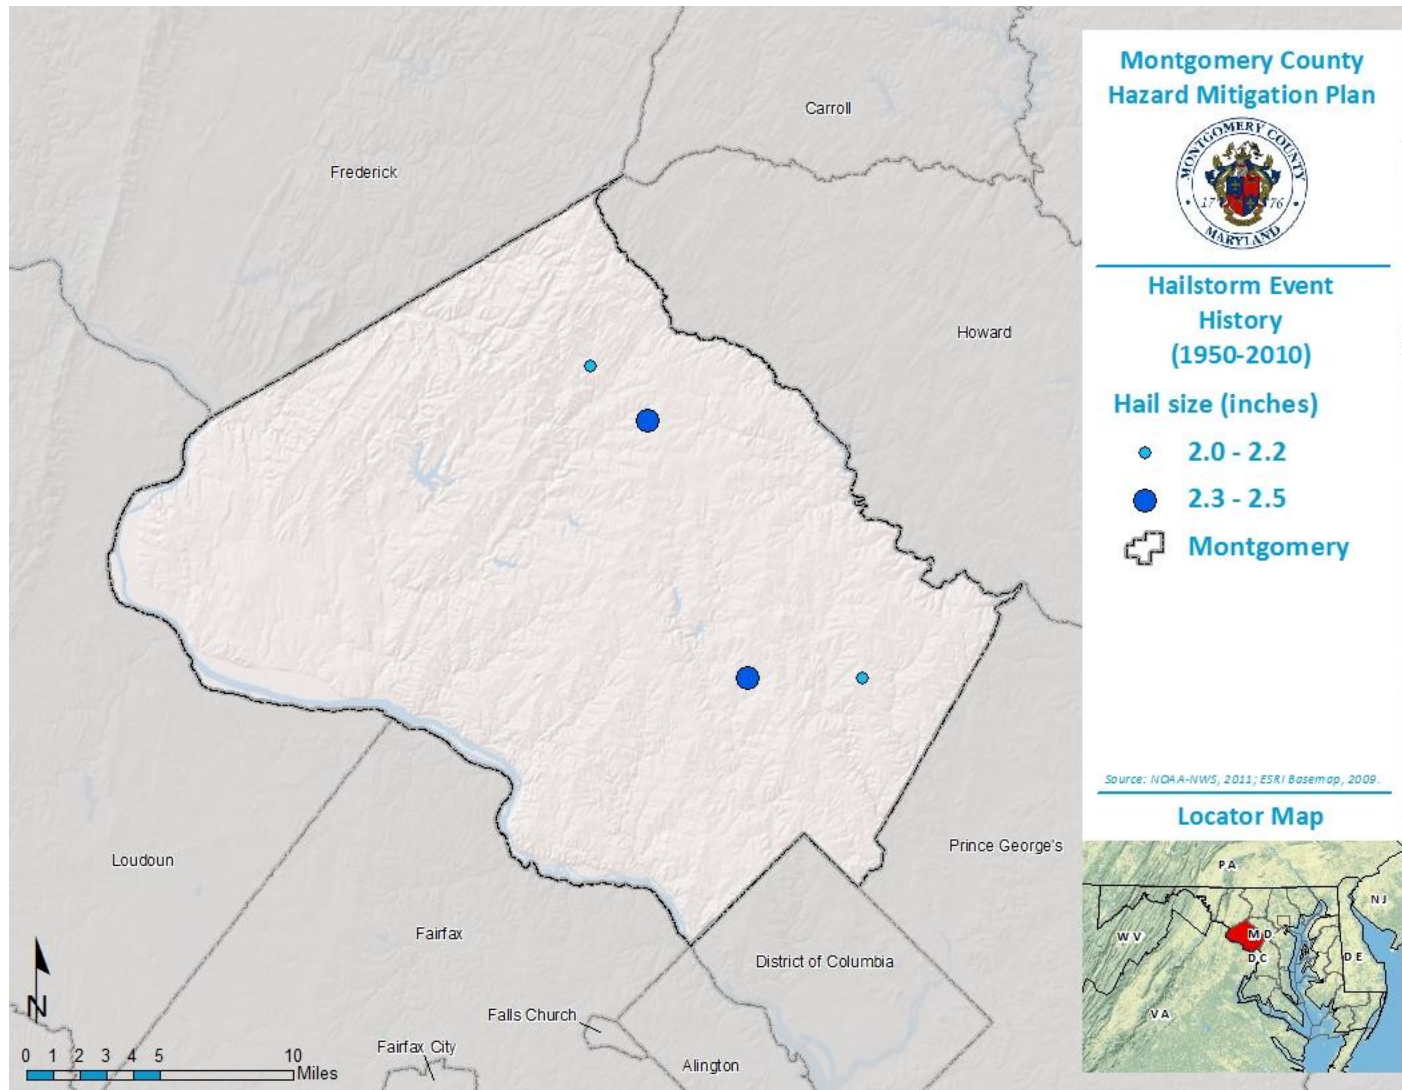 Montgomery County
Hazard Mitigation Plan
MONTGOMERY COUNTY
17 76
MARYLAND
Hailstorm Event
History
(1950-2010)
Hail size (inches)
2.0 - 2.2
2.3 - 2.5
Montgomery
Source: NOAA-NWS, 2011; ESRI Basemap, 2009.
Locator Map
PA
NJ
WV
MD
DC
DE
VA
Carroll
Frederick
Howard
Loudoun
Prince George's
Fairfax
District of Columbia
Falls Church
Fairfax City
Alington
N
0 1 2 3 4 5 10
Miles